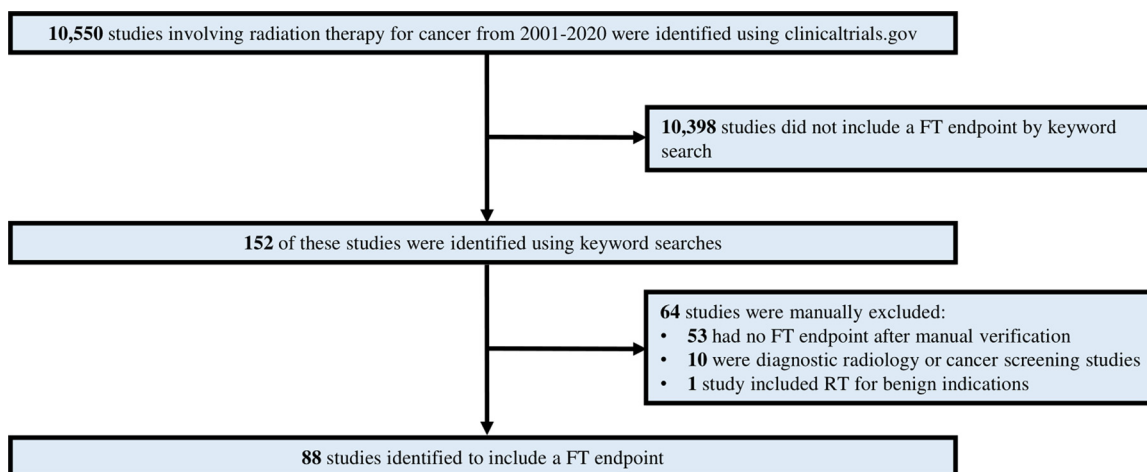 10,550 studies involving radiation therapy for cancer from 2001-2020 were identified using clinicaltrials.gov
10,398 studies did not include a FT endpoint by keyword
search
152 of these studies were identified using keyword searches
64 studies were manually excluded:
• 53 had no FT endpoint after manual verification
• 10 were diagnostic radiology or cancer screening studies
• 1 study included RT for benign indications
88 studies identified to include a FT endpoint